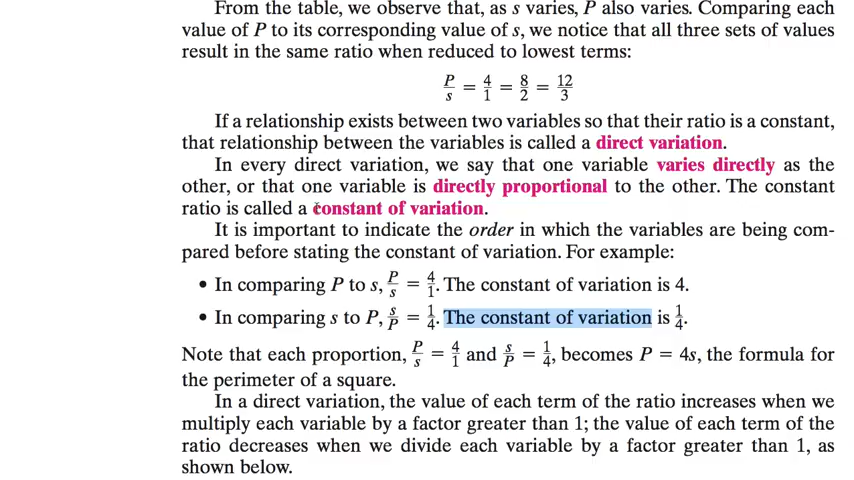 From the table, we observe that, as s varies, P also varies. Comparing each
value of P to its corresponding value of s, we notice that all three sets of values
result in the same ratio when reduced to lowest terms:
P/s = 4/1 = 8/2 = 12/3
If a relationship exists between two variables so that their ratio is a constant,
that relationship between the variables is called a direct variation.
In every direct variation, we say that one variable varies directly as the
other, or that one variable is directly proportional to the other. The constant
ratio is called a constant of variation.
It is important to indicate the order in which the variables are being com-
pared before stating the constant of variation. For example:
• In comparing P to s, P/s = 4/1. The constant of variation is 4.
• In comparing s to P, s/P = 1/4. The constant of variation is 1/4.
Note that each proportion, P/s = 4/1 and s/P = 1/4, becomes P = 4s, the formula for
the perimeter of a square.
In a direct variation, the value of each term of the ratio increases when we
multiply each variable by a factor greater than 1; the value of each term of the
ratio decreases when we divide each variable by a factor greater than 1, as
shown below.